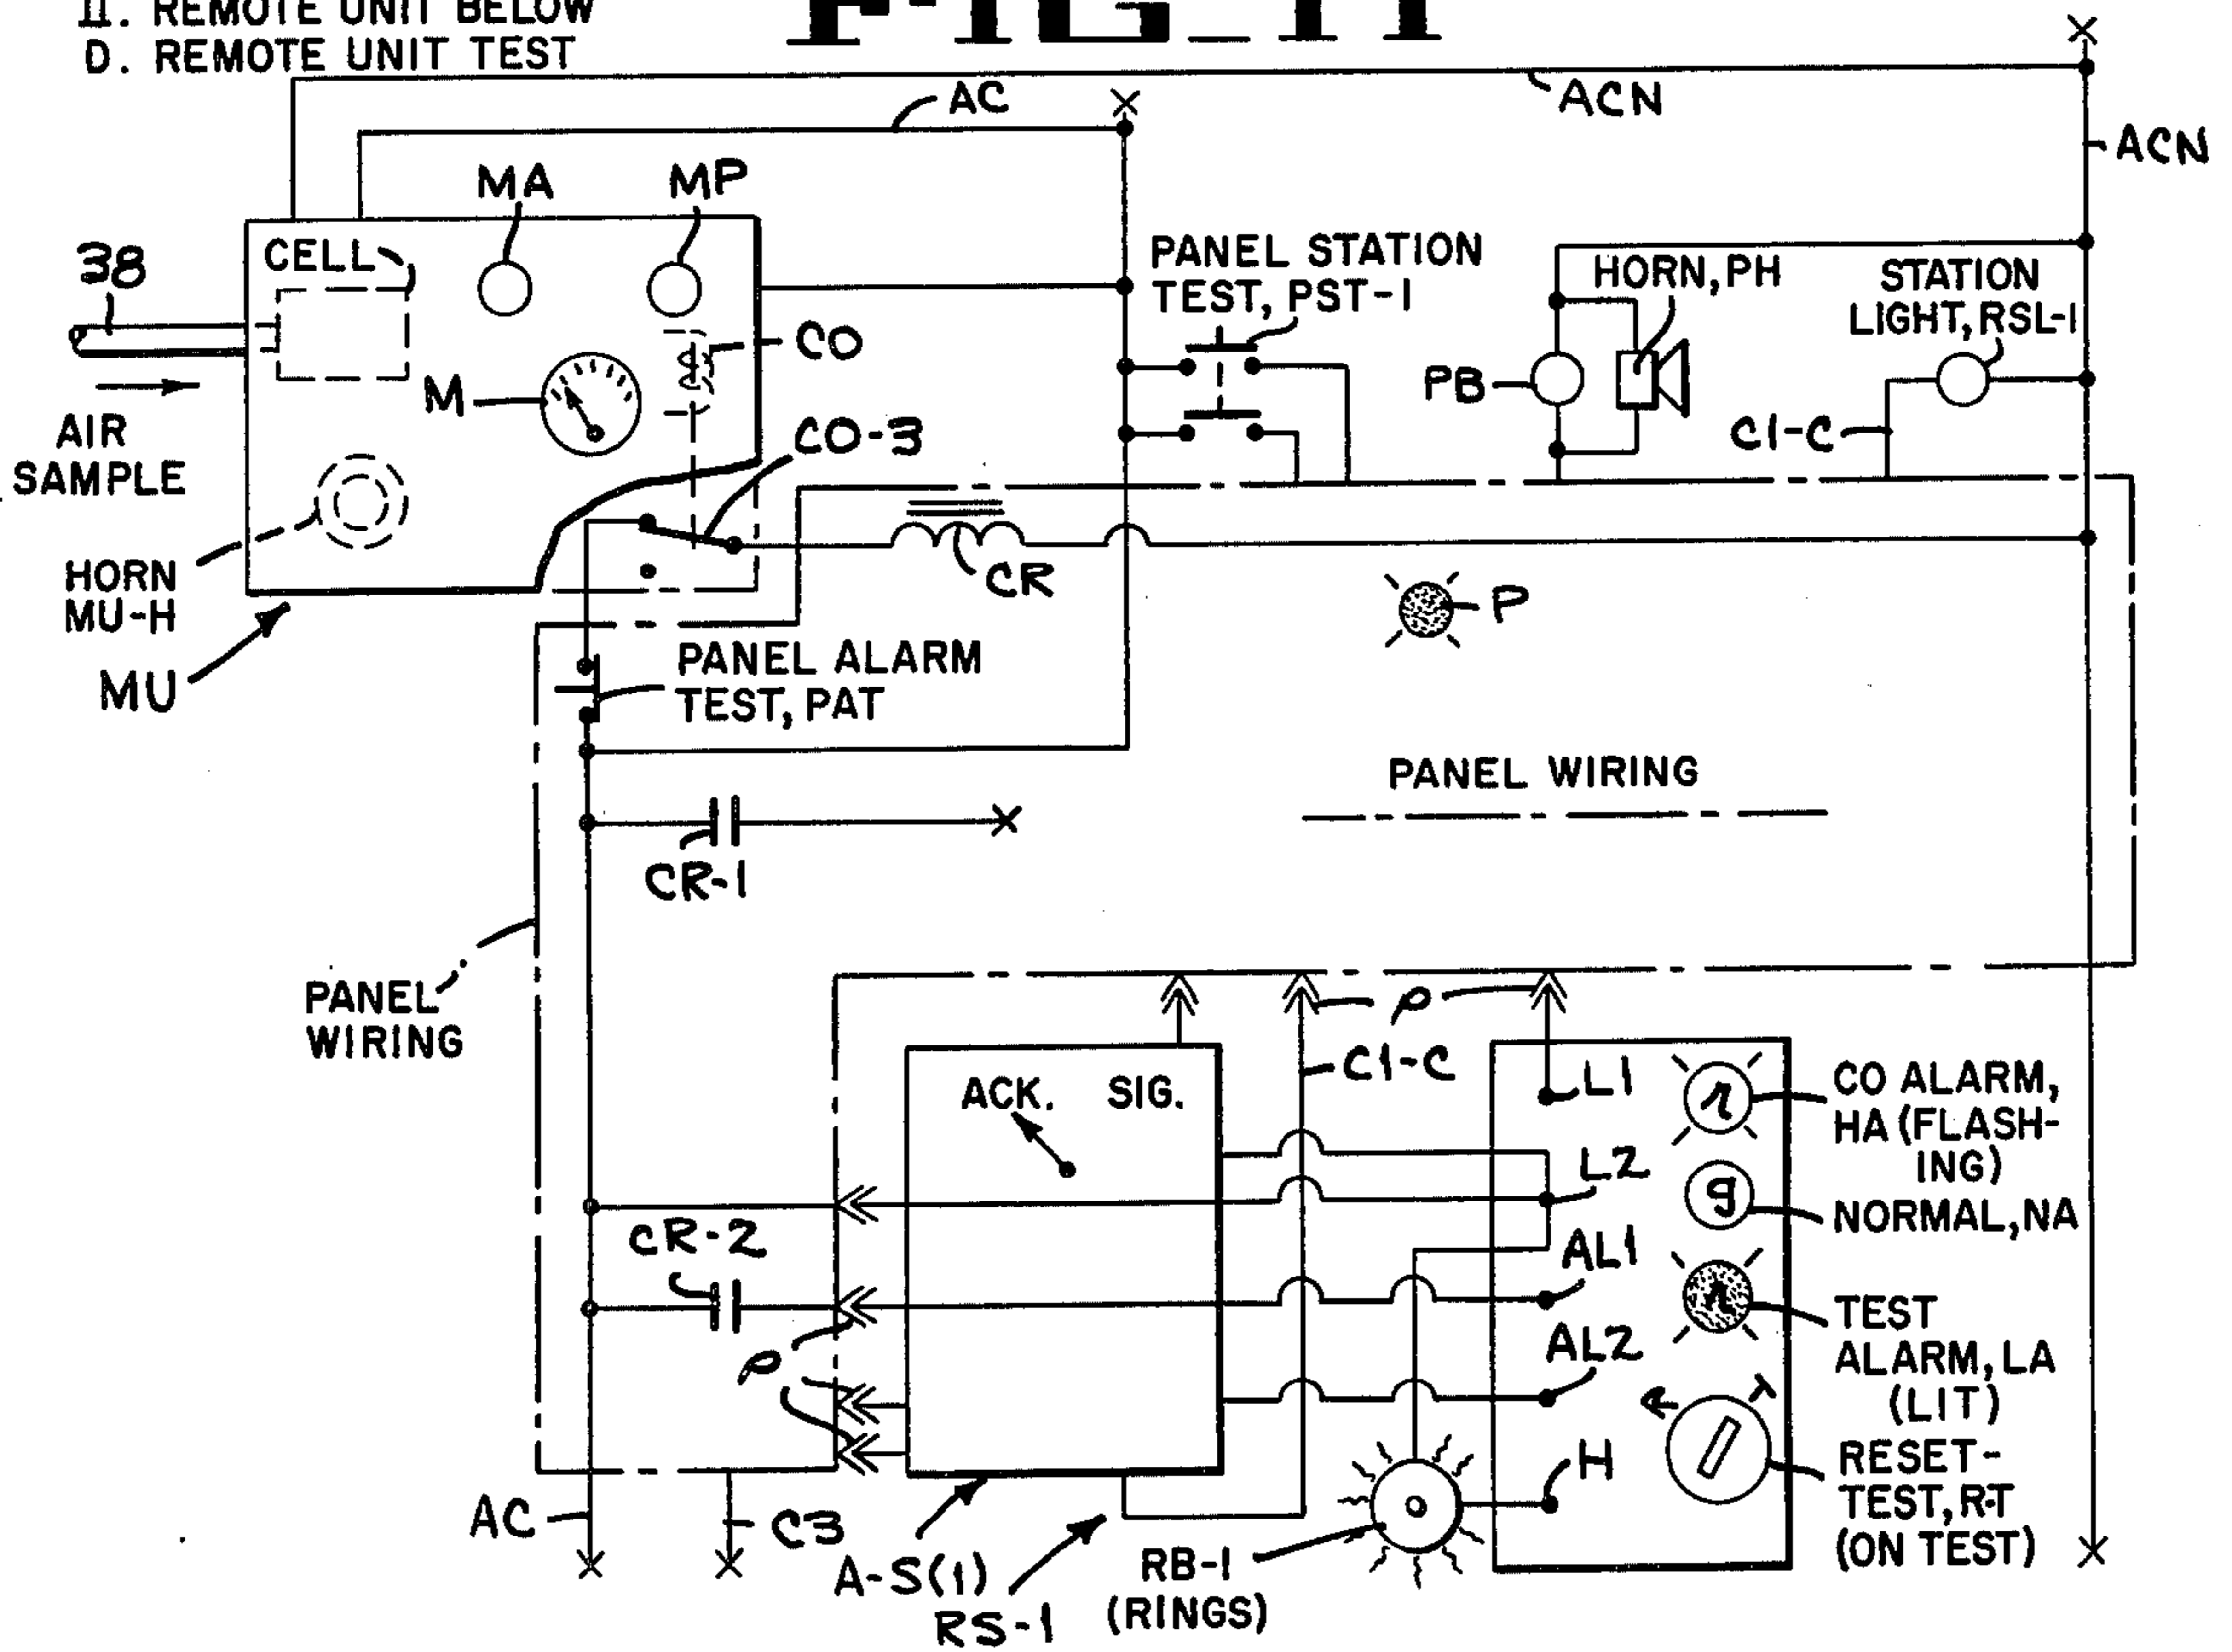 II. REMOTE UNIT BELOW
D. REMOTE UNIT TEST
FIG_11
AC
ACN
ACN
MA
MP
38
CELL
PANEL STATION
TEST, PST-1
HORN, PH
STATION
LIGHT, RSL-1
CO
M
PB
C1-C
AIR
SAMPLE
CO-3
HORN
MU-H
CR
P
MU
PANEL ALARM
TEST, PAT
PANEL WIRING
CR-1
PANEL
WIRING
P
C1-C
ACK. SIG.
L1
r
CO ALARM,
HA (FLASH-
ING)
L2
g
NORMAL, NA
CR-2
AL1
r
TEST
ALARM, LA
(LIT)
P
AL2
T
RESET-
TEST, R-T
(ON TEST)
H
AC
C3
A-S(1)
RS-1
RB-1
(RINGS)